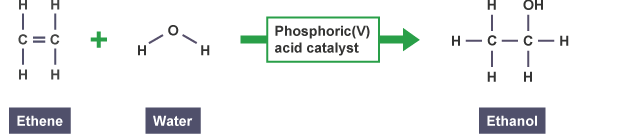 H H H OH
C = C + O Phosphoric(V) H — C — C — H
H H acid catalyst
H H H H
Ethene Water Ethanol